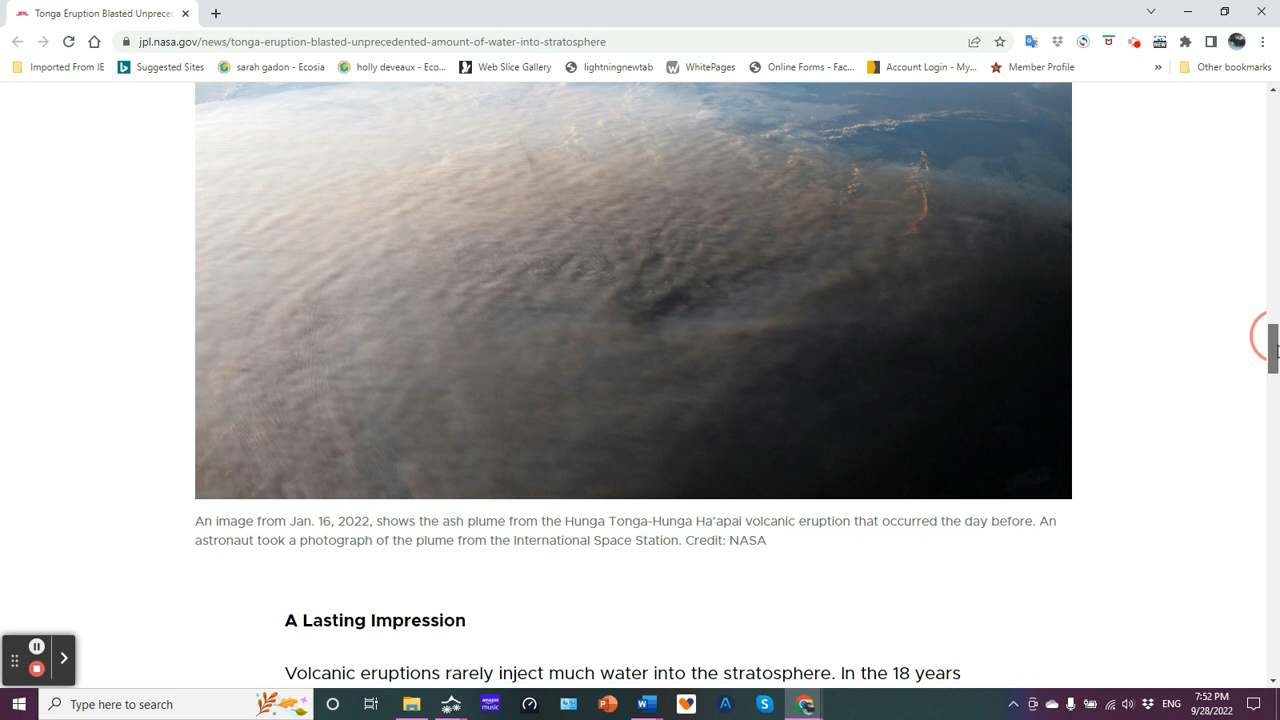 Tonga Eruption Blasted Unprecec
jpl.nasa.gov/news/tonga-eruption-blasted-unprecedented-amount-of-water-into-stratosphere
Imported From IE
Suggested Sites
sarah gadon - Ecosia
holly deveaux - Eco...
Web Slice Gallery
lightningnewtab
WhitePages
Online Forms - Fac...
Account Login - My...
Member Profile
»
Other bookmarks
An image from Jan. 16, 2022, shows the ash plume from the Hunga Tonga-Hunga Ha'apai volcanic eruption that occurred the day before. An
astronaut took a photograph of the plume from the International Space Station. Credit: NASA
A Lasting Impression
Volcanic eruptions rarely inject much water into the stratosphere. In the 18 years
Type here to search
ENG
7:52 PM
9/28/2022